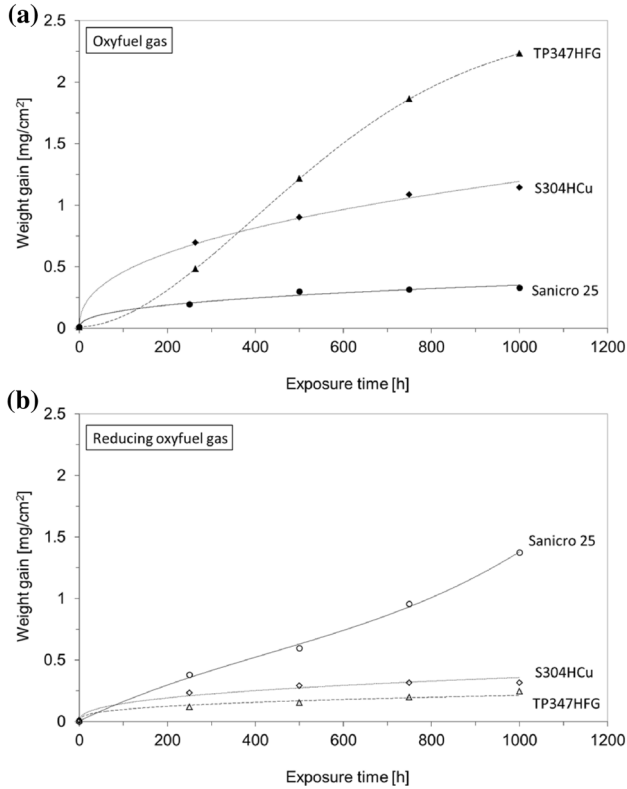 (a)
Oxyfuel gas
Weight gain [mg/cm²]
2.5
2
1.5
1
0.5
0
TP347HFG
S304HCu
Sanicro 25
0 200 400 600 800 1000 1200
Exposure time [h]
(b)
Reducing oxyfuel gas
Weight gain [mg/cm²]
2.5
2
1.5
1
0.5
0
Sanicro 25
S304HCu
TP347HFG
0 200 400 600 800 1000 1200
Exposure time [h]